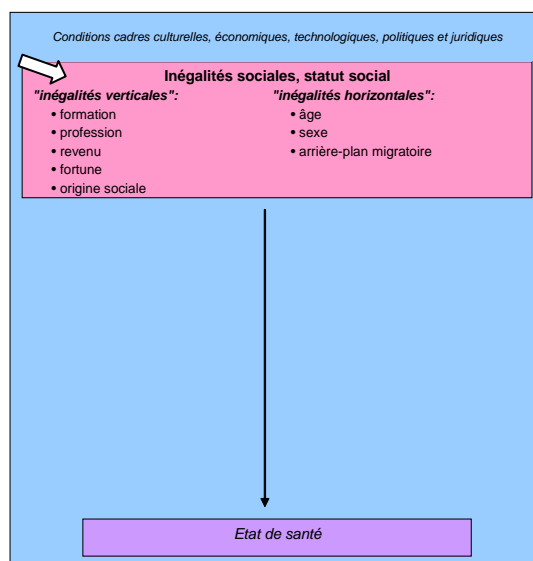 Conditions cadres culturelles, économiques, technologiques, politiques et juridiques
Inégalités sociales, statut social
"inégalités verticales":
• formation
• profession
• revenu
• fortune
• origine sociale
"inégalités horizontales":
• âge
• sexe
• arrière-plan migratoire
Etat de santé